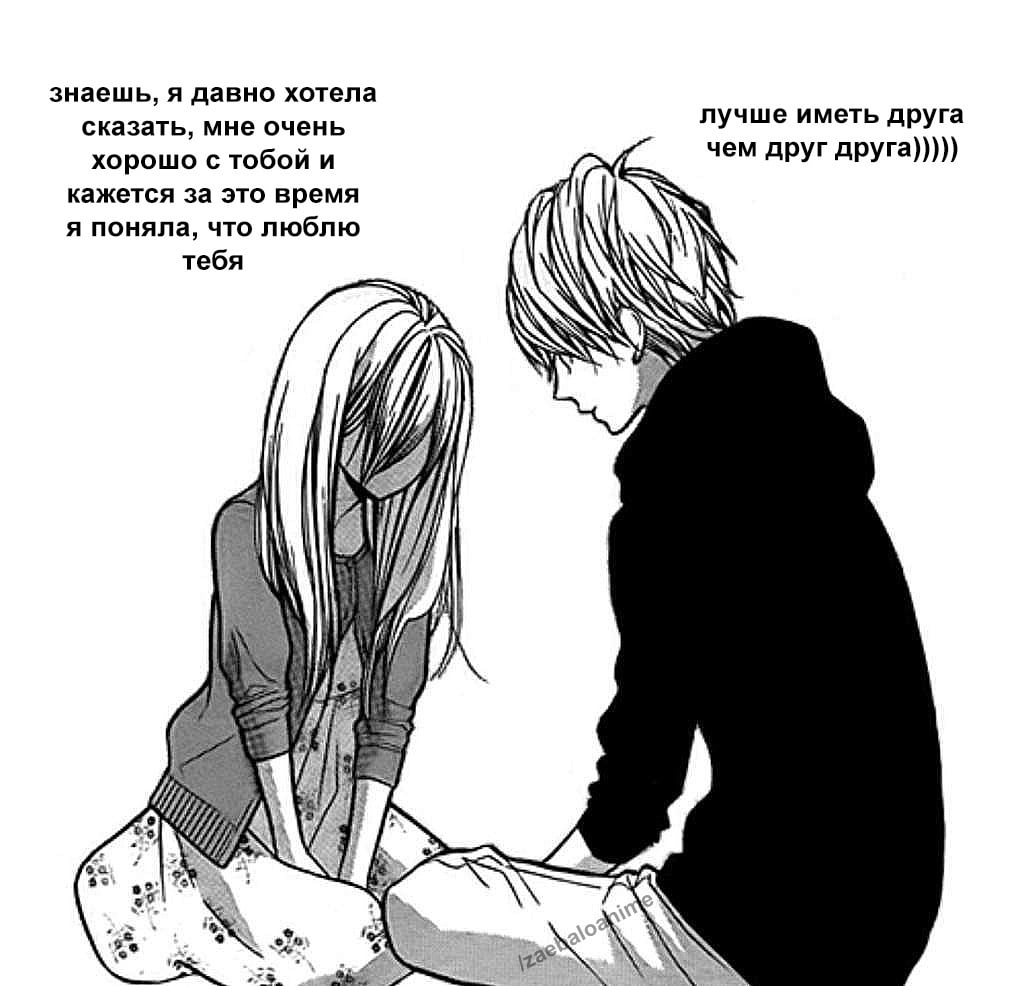 знаешь, я давно хотела
сказать, мне очень
хорошо с тобой и
кажется за это время
я поняла, что люблю
тебя
лучше иметь друга
чем друг друга)))))
/zaebaloanime